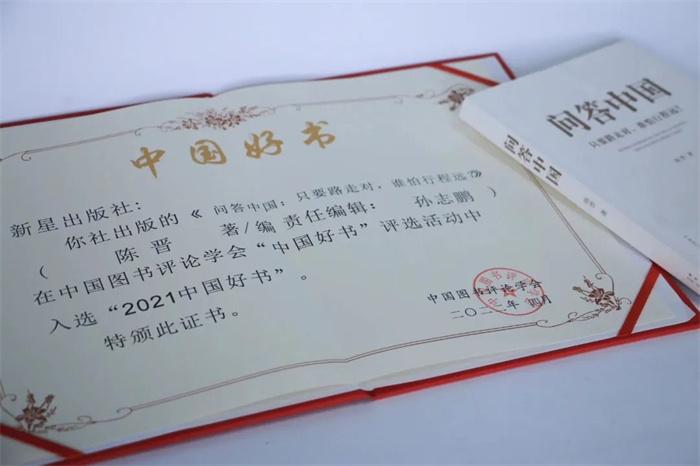 中国好书
新星出版社：
你社出版的《 问答中国：只要路走对，谁怕行程远？》
（ 陈晋 著/编 责任编辑： 孙志鹏 ）
在中国图书评论学会“中国好书”评选活动中
入选“2021中国好书”。
特颁此证书。
中国图书评论学会
年 四月
问答中国
只要路走对，谁怕行程远？
问答中国